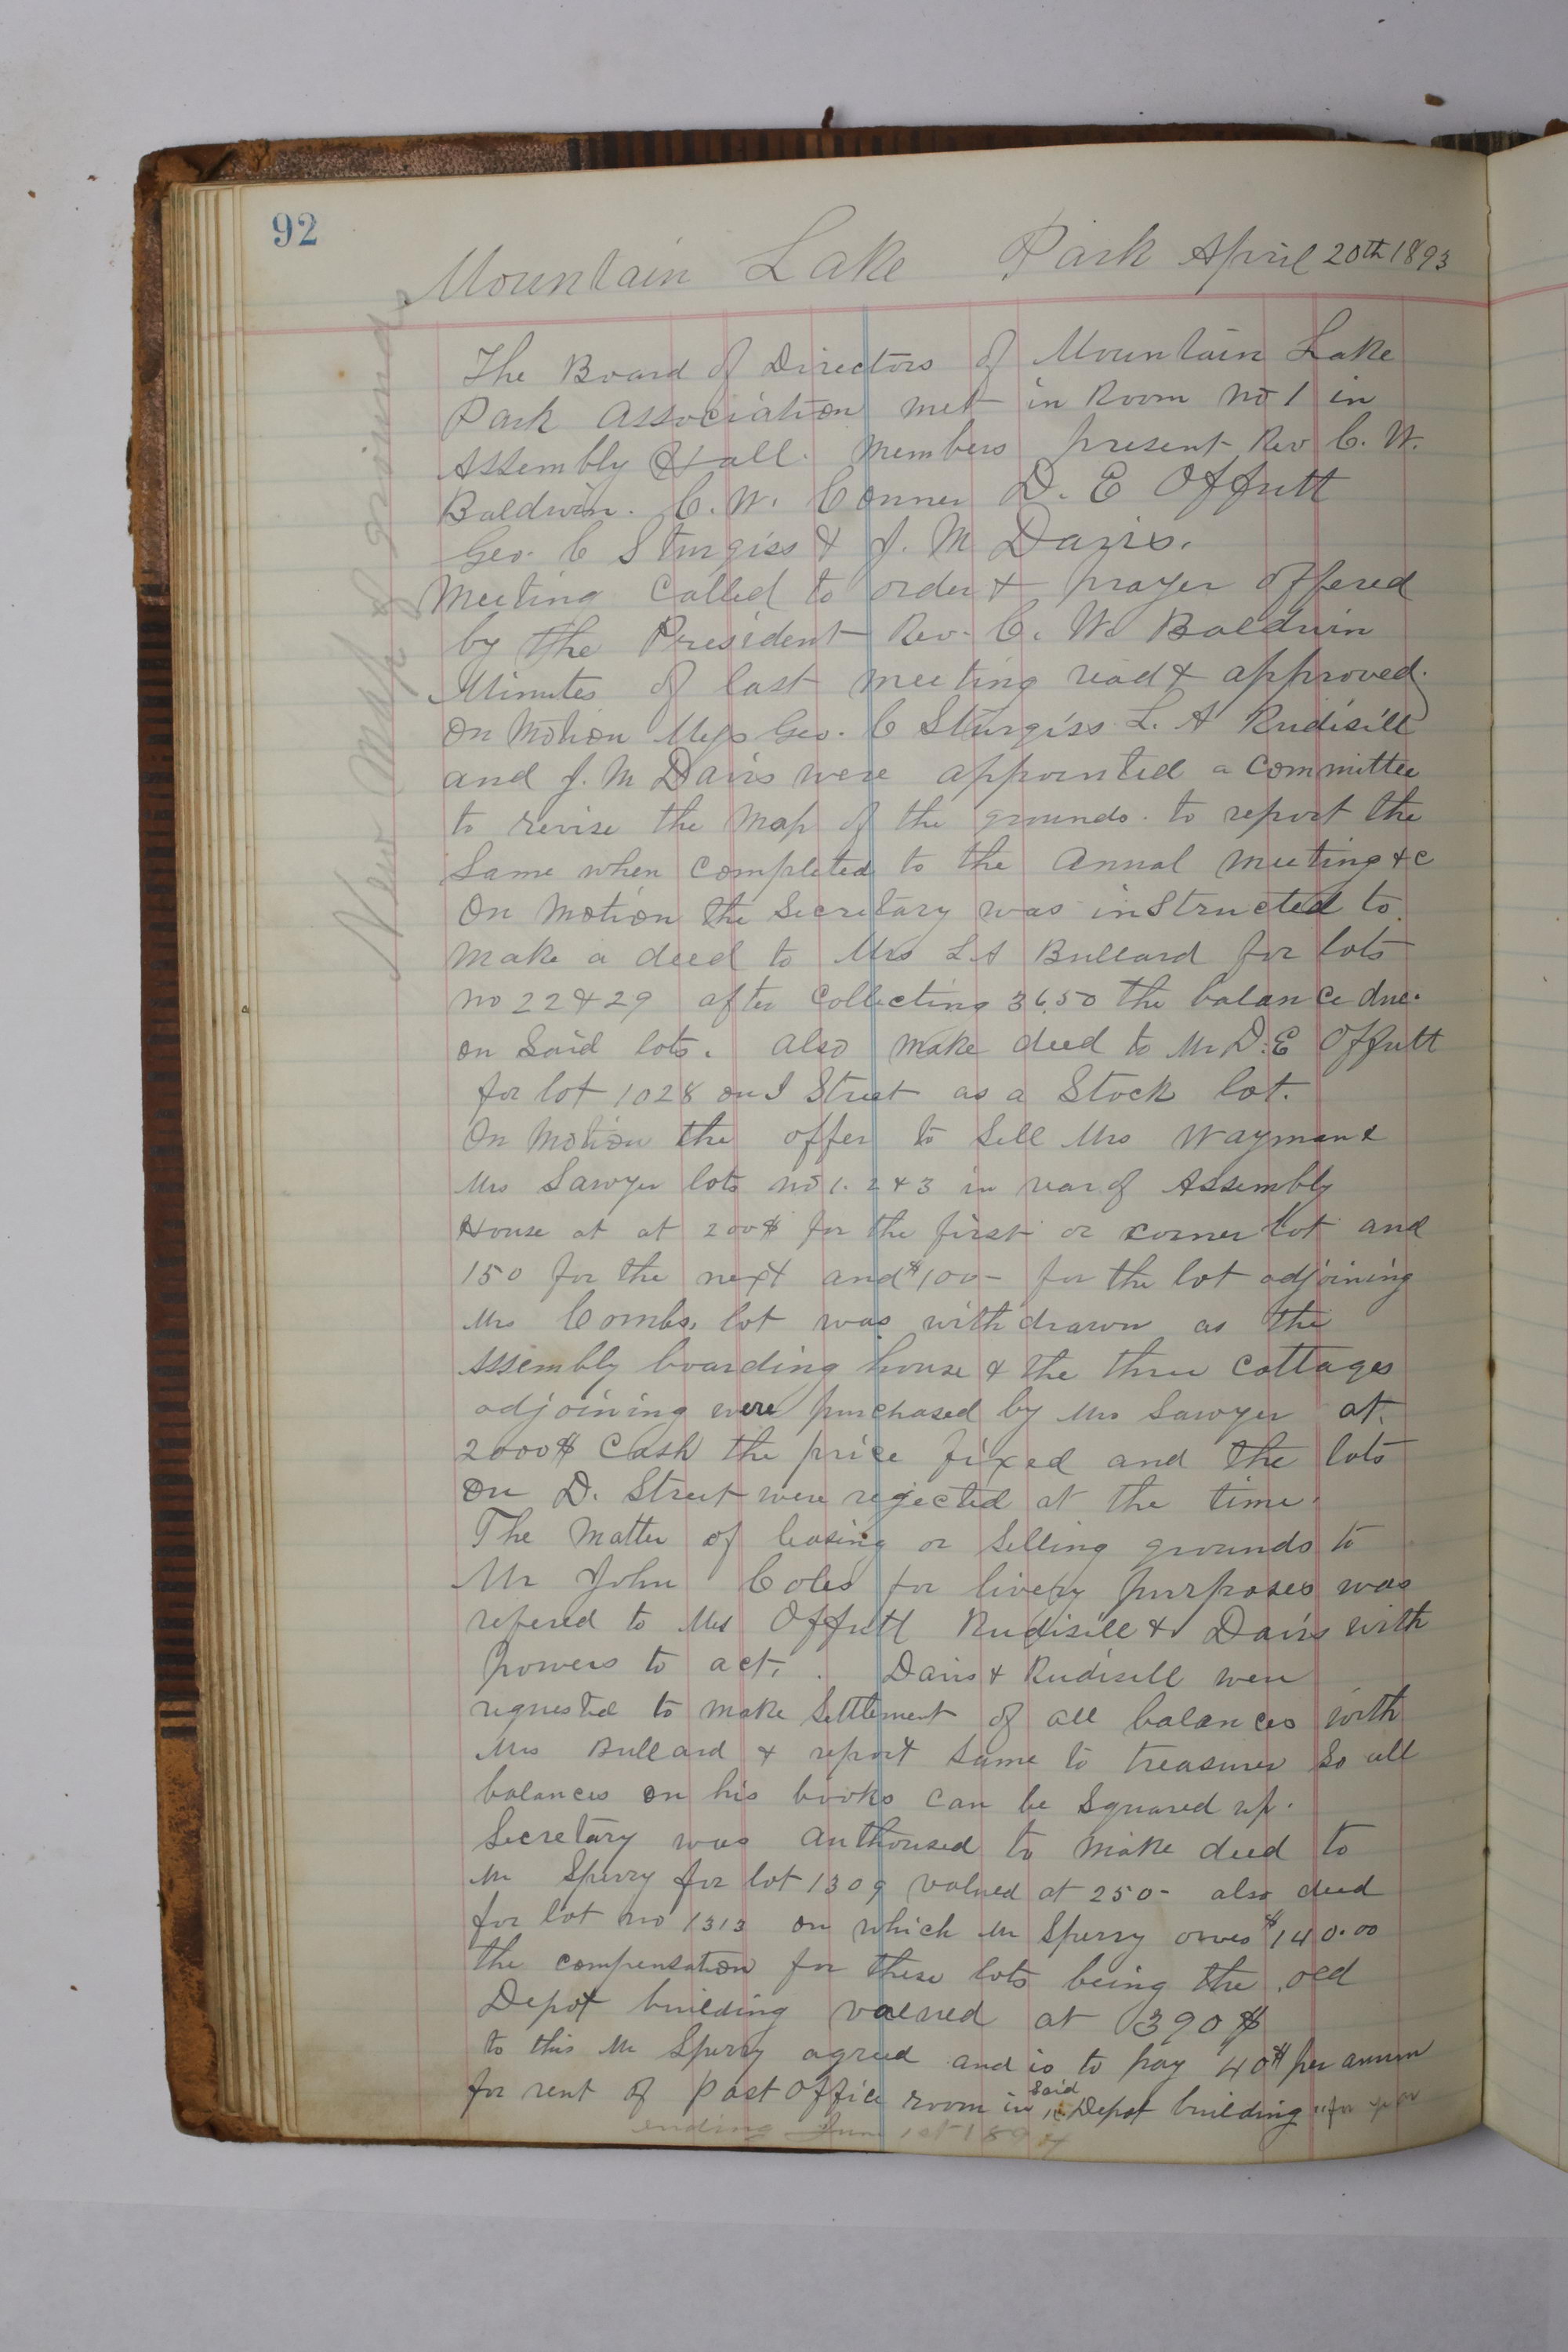 92
Mountain Lake Park April 20th 1893
New Map of grounds
The Board of Directors of Mountain Lake
Park Association met in Room no 1 in
Assembly Hall. Members present Rev C. W.
Baldwin. C. W. Conner D. E Offutt
Geo. C Sturgiss & J. M Davis.
Meeting Called to order & prayer offered
by the President Rev. C. W. Baldwin
Minutes of last meeting read & approved.
On Motion Geo. C Sturgiss L. A Rudisill
and J. M Davis were appointed a Committee
to revise the Map of the grounds. to report the
Same when Completed to the Annal Meeting &c
On Motion the Secretary was instructed to
Make a deed to Mrs L A Bullard for lots
no 22 & 29 after Collecting 36.50 the balance due.
on Said lots. also make deed to Mr D. E Offutt
for lot 1028 on I Street as a Stock lot.
On Motion the offer to Sell Mrs Wayman &
Mrs Sawyer lots no 1. 2 & 3 in rear of Assembly
House at at 200$ for the first or corner lot and
150 for the next and $100- for the lot adjoining
Mrs Combs lot was withdrawn as the
Assembly boarding house & the three Cottages
adjoining were purchased by Mrs Sawyer at.
2000$ Cash the price fixed and the lots
on D. Street were rejected at the time.
The Matter of leasing or Selling grounds to
Mr John Coles for livery purposes was
refered to Offutt Rudisill & Davis with
Powers to act. Davis & Rudisill were
requested to make Settlement of all balances with
Mrs Bullard & report Same to treasurer So all
balances on his books Can be Squared up.
Secretary was Authorised to Make deed to
Mr Sperry for lot 1309 valued at 250- also deed
for lot no 1313 on which Mr Sperry owes $140.00
the compensation for these lots being the old
Depot building valued at 390$
to this Mr Sperry agreed and is to pay 40$ per annum
for rent of Post Office room in said Depot building for year
ending June 1st 1894